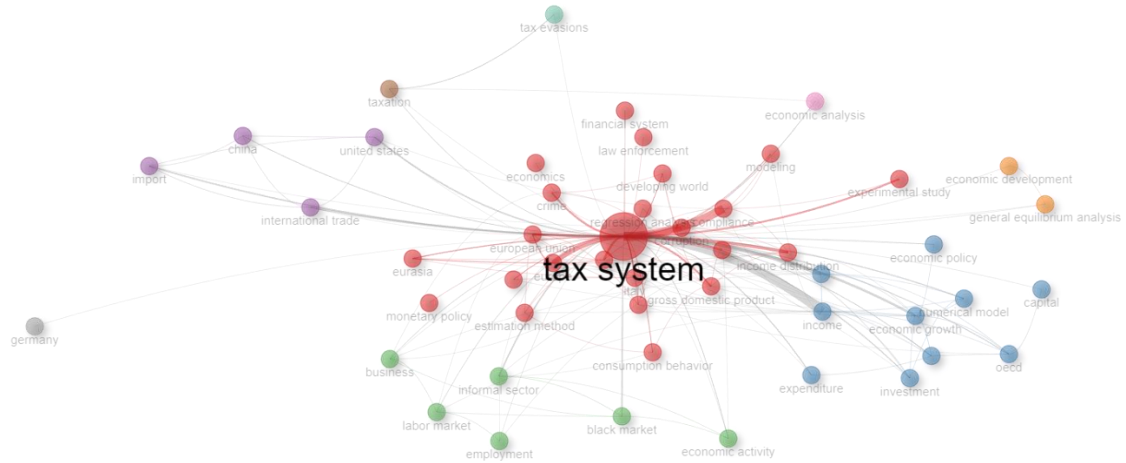 tax evasions
taxation
economic analysis
financial system
china
united states
law enforcement
modeling
import
economics
developing world
economic development
experimental study
crime
international trade
regression analysis
compliance
general equilibrium analysis
corruption
european union
economic policy
eurasia
income distribution
tax system
italy
gross domestic product
capital
monetary policy
income
numerical model
estimation method
economic growth
germany
consumption behavior
oecd
business
informal sector
expenditure
investment
labor market
black market
employment
economic activity